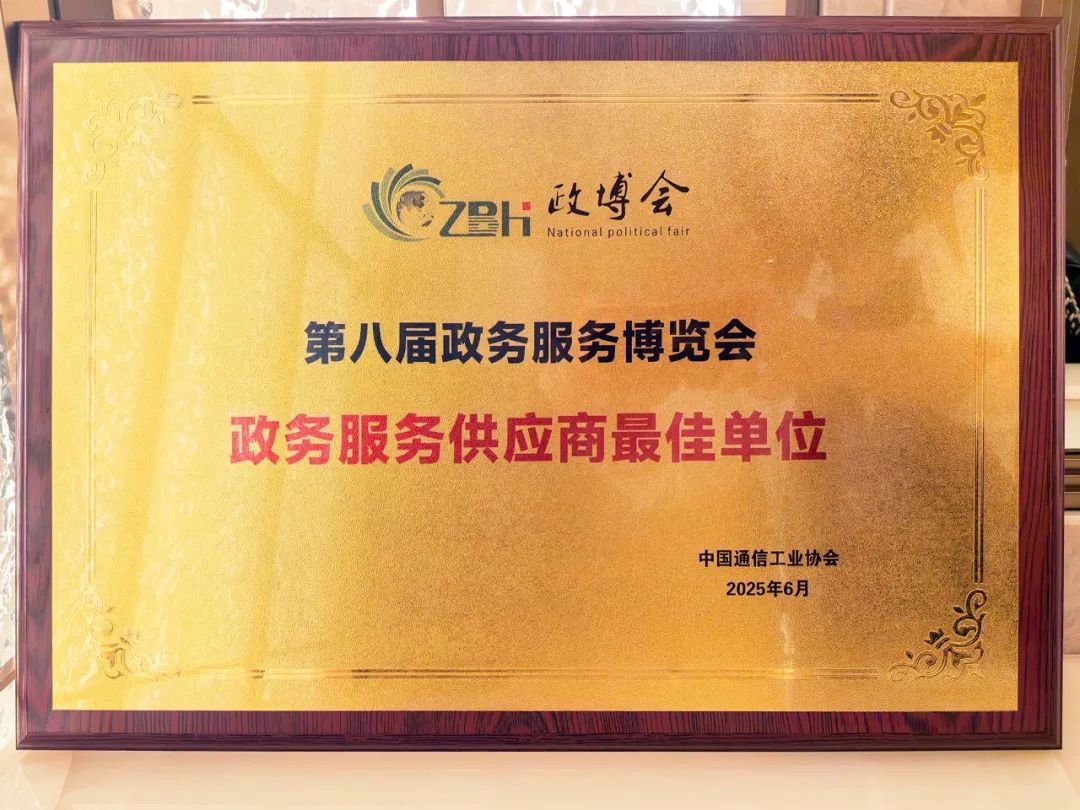 ZBh 政博会
National political fair
第八届政务服务博览会
政务服务供应商最佳单位
中国通信工业协会
2025年6月